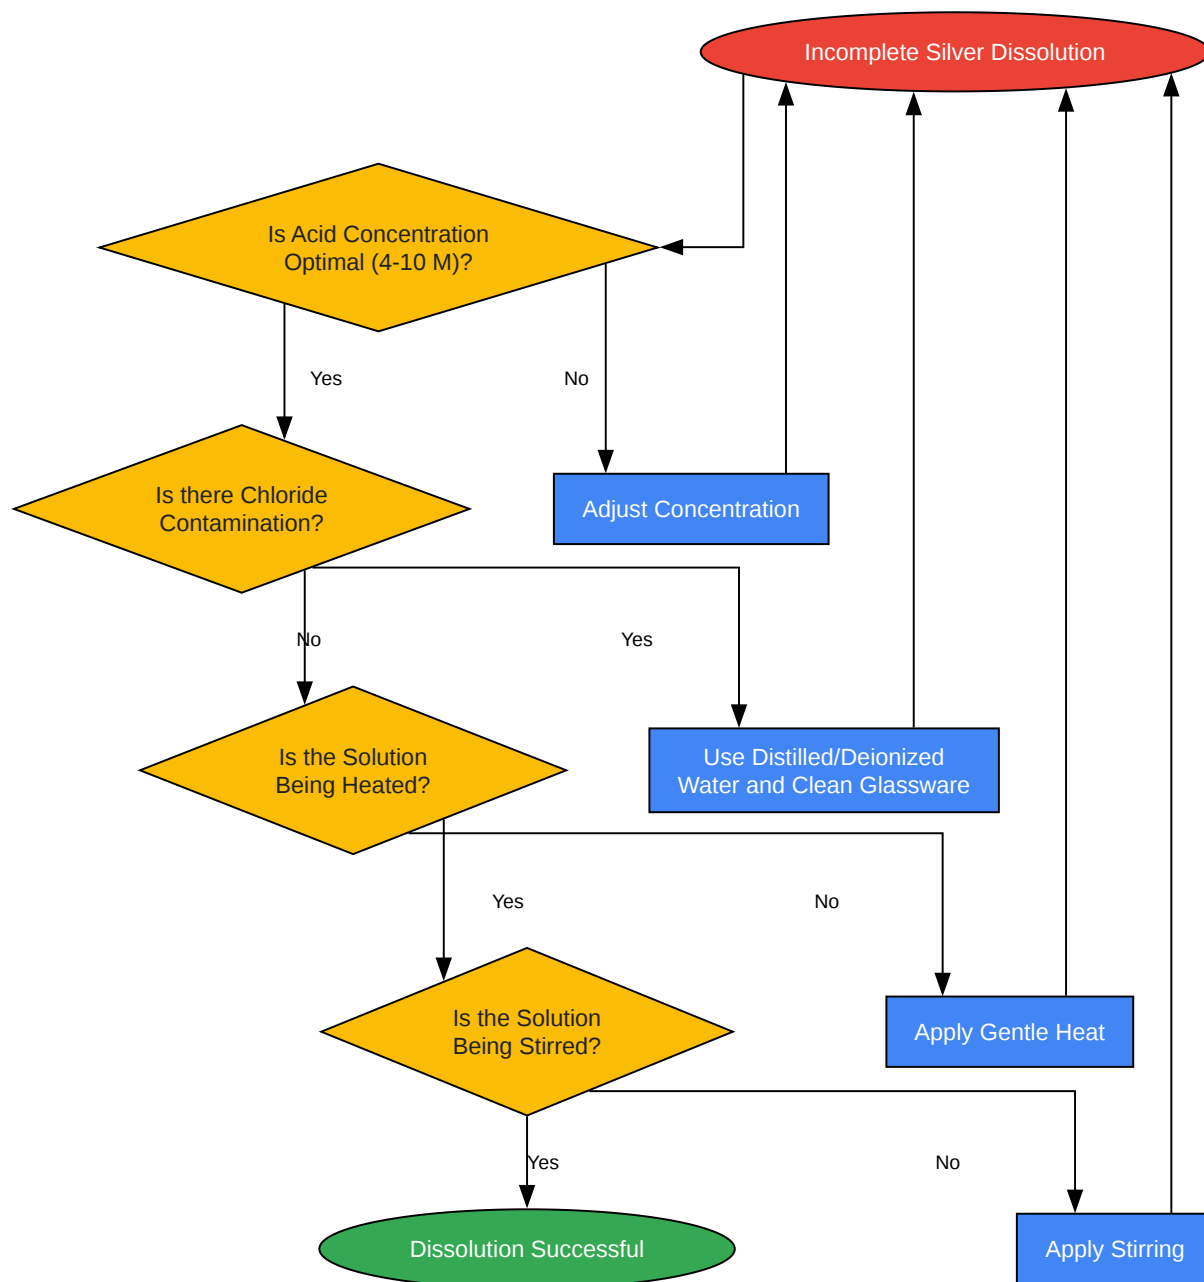 Incomplete Silver Dissolution
Is Acid Concentration
Optimal (4-10 M)?
Yes
No
Is there Chloride
Contamination?
Adjust Concentration
No
Yes
Is the Solution
Being Heated?
Use Distilled/Deionized
Water and Clean Glassware
Yes
No
Is the Solution
Being Stirred?
Apply Gentle Heat
Yes
No
Dissolution Successful
Apply Stirring